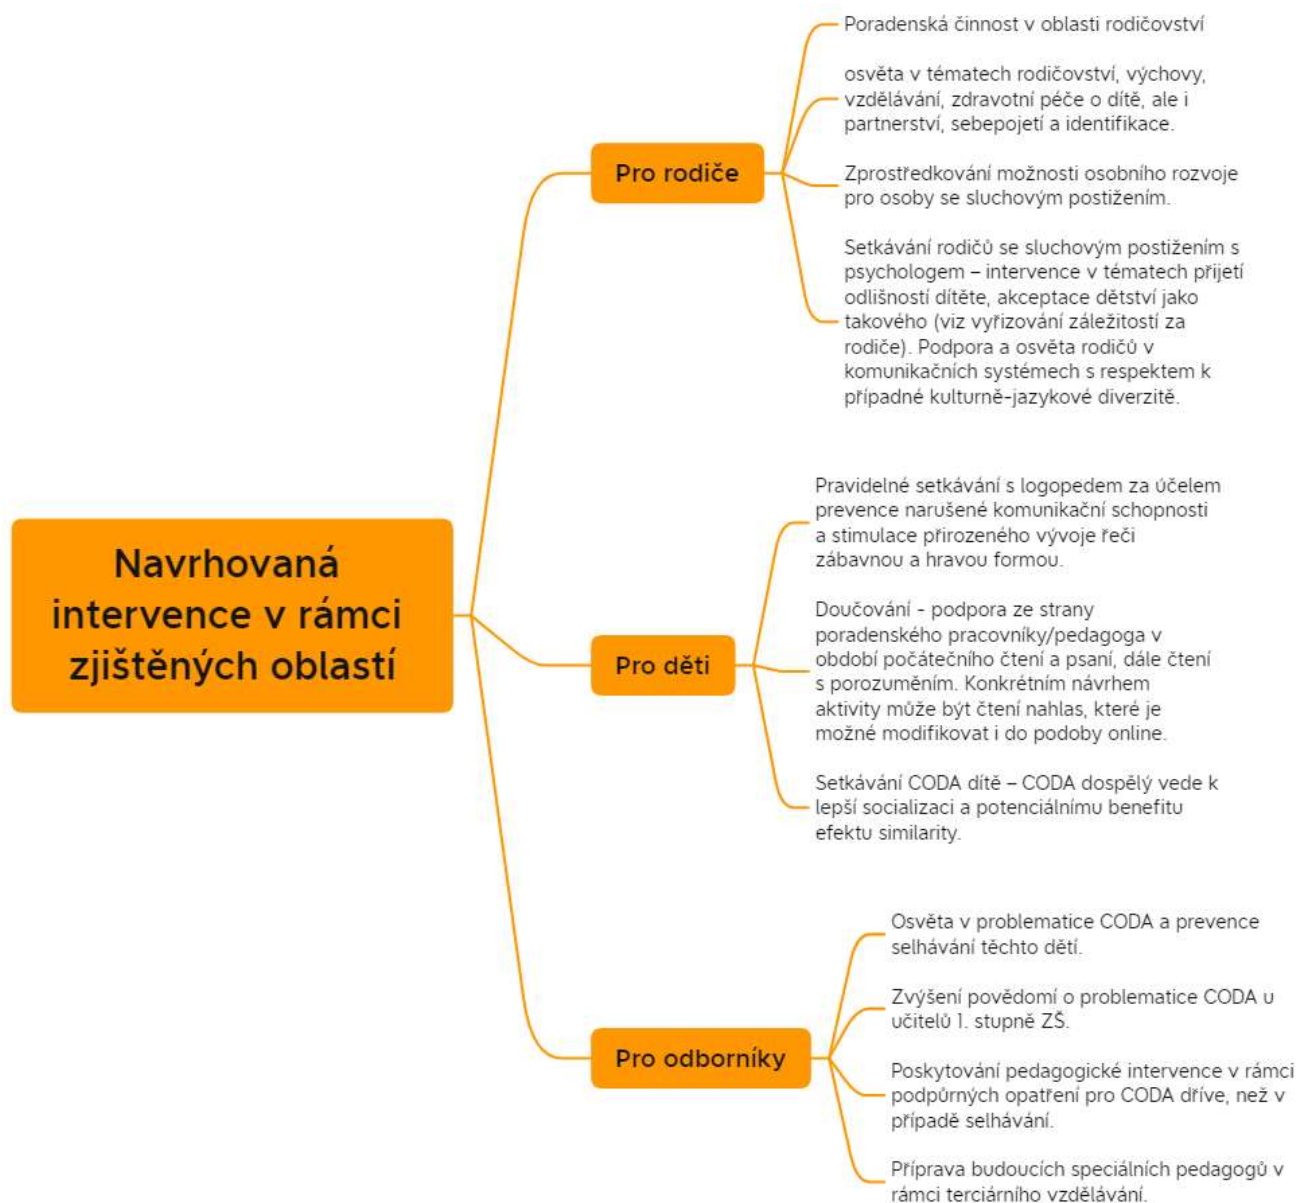 Navrhovaná
intervence v rámci
zjištěných oblastí
Pro rodiče
Poradenská činnost v oblasti rodičovství
osvěta v tématech rodičovství, výchovy,
vzdělávání, zdravotní péče o dítě, ale i
partnerství, sebepojetí a identifikace.
Zprostředkování možnosti osobního rozvoje
pro osoby se sluchovým postižením.
Setkávání rodičů se sluchovým postižením s
psychologem – intervence v tématech přijetí
odlišností dítěte, akceptace dětství jako
takového (viz vyřizování záležitostí za
rodiče). Podpora a osvěta rodičů v
komunikačních systémech s respektem k
případné kulturně-jazykové diverzitě.
Pro děti
Pravidelné setkávání s logopedem za účelem
prevence narušené komunikační schopnosti
a stimulace přirozeného vývoje řeči
zábavnou a hravou formou.
Doučování - podpora ze strany
poradenského pracovníky/pedagoga v
období počátečního čtení a psaní, dále čtení
s porozuměním. Konkrétním návrhem
aktivity může být čtení nahlas, které je
možné modifikovat i do podoby online.
Setkávání CODA dítě – CODA dospělý vede k
lepší socializaci a potenciálnímu benefitu
efektu similarity.
Pro odborníky
Osvěta v problematice CODA a prevence
selhávání těchto dětí.
Zvýšení povědomí o problematice CODA u
učitelů 1. stupně ZŠ.
Poskytování pedagogické intervence v rámci
podpůrných opatření pro CODA dříve, než v
případě selhávání.
Příprava budoucích speciálních pedagogů v
rámci terciárního vzdělávání.